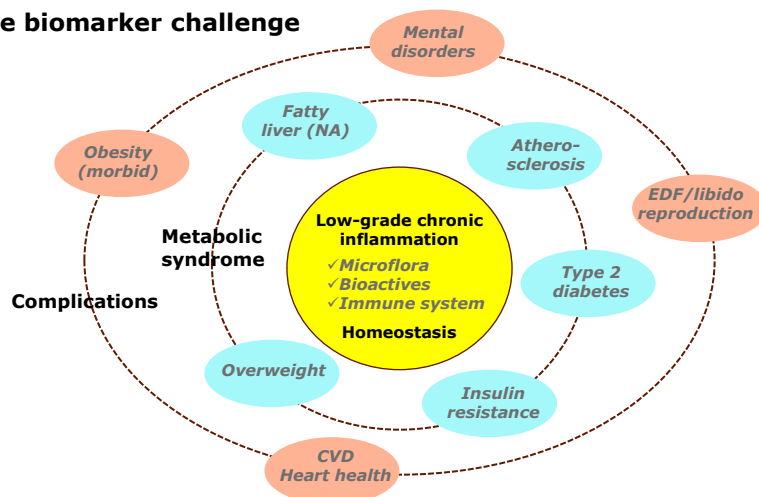 e biomarker challenge
Mental
disorders
Fatty
liver (NA)
Athero-
sclerosis
Obesity
(morbid)
EDF/libido
reproduction
Low-grade chronic
inflammation
Metabolic
syndrome
✓Microflora
✓Bioactives
✓Immune system
Type 2
diabetes
Complications
Homeostasis
Overweight
Insulin
resistance
CVD
Heart health